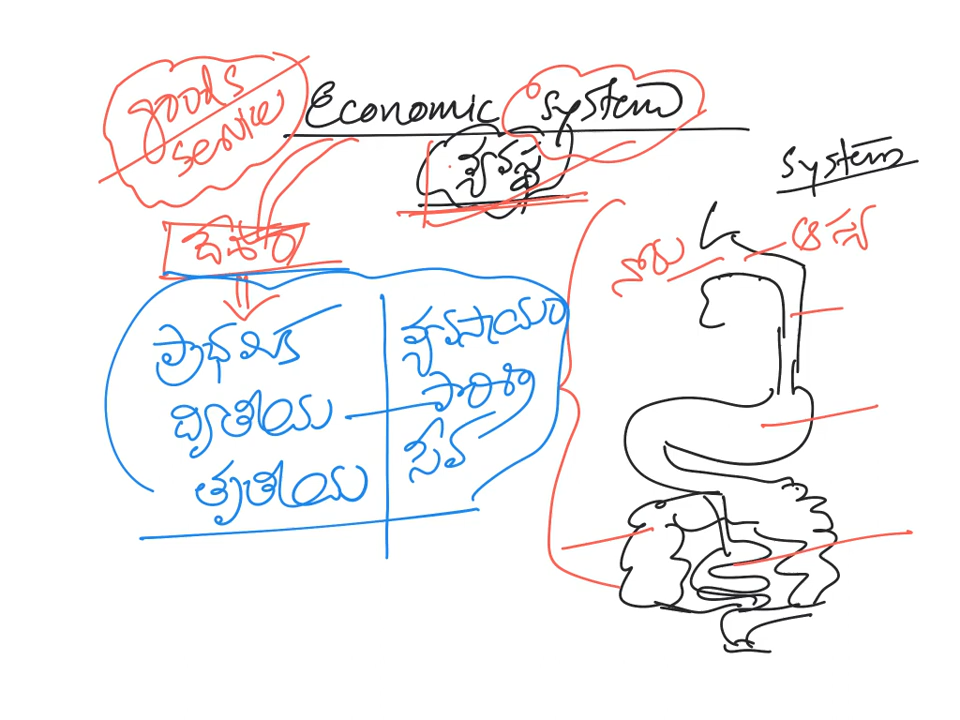 goods
service
Economic system
వ్యవస్థ
system
దేశం
నోరు
ప్రాథమిక
ద్వితీయ
తృతీయ
వ్యవసాయ
పారిశ్రా
సేవ